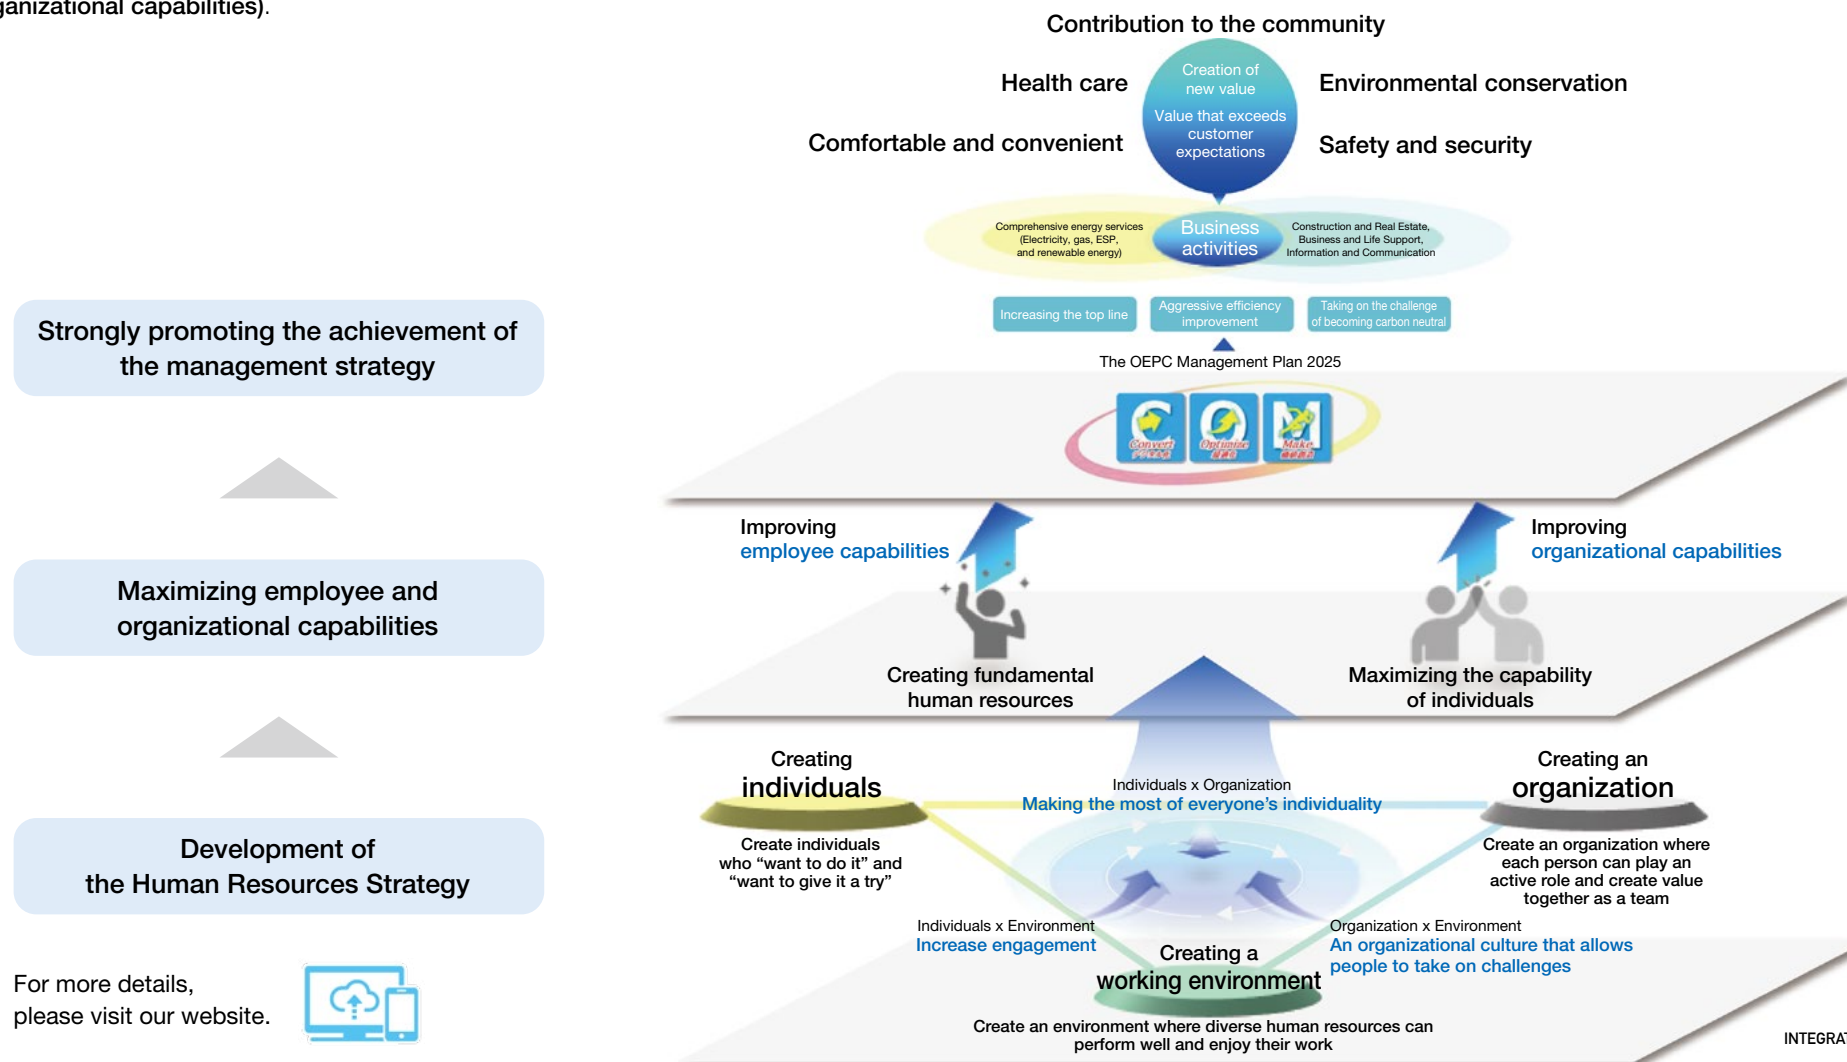 ganizational capabilities).
Strongly promoting the achievement of
the management strategy
Maximizing employee and
organizational capabilities
Development of
the Human Resources Strategy
For more details,
please visit our website.
Contribution to the community
Health care
Environmental conservation
Comfortable and convenient
Safety and security
Creation of
new value
Value that exceeds
customer
expectations
Comprehensive energy services
(Electricity, gas, ESP,
and renewable energy)
Business
activities
Construction and Real Estate,
Business and Life Support,
Information and Communication
Increasing the top line
Aggressive efficiency
improvement
Taking on the challenge
of becoming carbon neutral
The OEPC Management Plan 2025
C O M
Convert
Optimize
Make
Improving
employee capabilities
Improving
organizational capabilities
Creating fundamental
human resources
Maximizing the capability
of individuals
Creating
individuals
Create individuals
who “want to do it” and
“want to give it a try”
Individuals x Organization
Making the most of everyone’s individuality
Creating an
organization
Create an organization where
each person can play an
active role and create value
together as a team
Individuals x Environment
Increase engagement
Organization x Environment
An organizational culture that allows
people to take on challenges
Creating a
working environment
Create an environment where diverse human resources can
perform well and enjoy their work
INTEGRAT